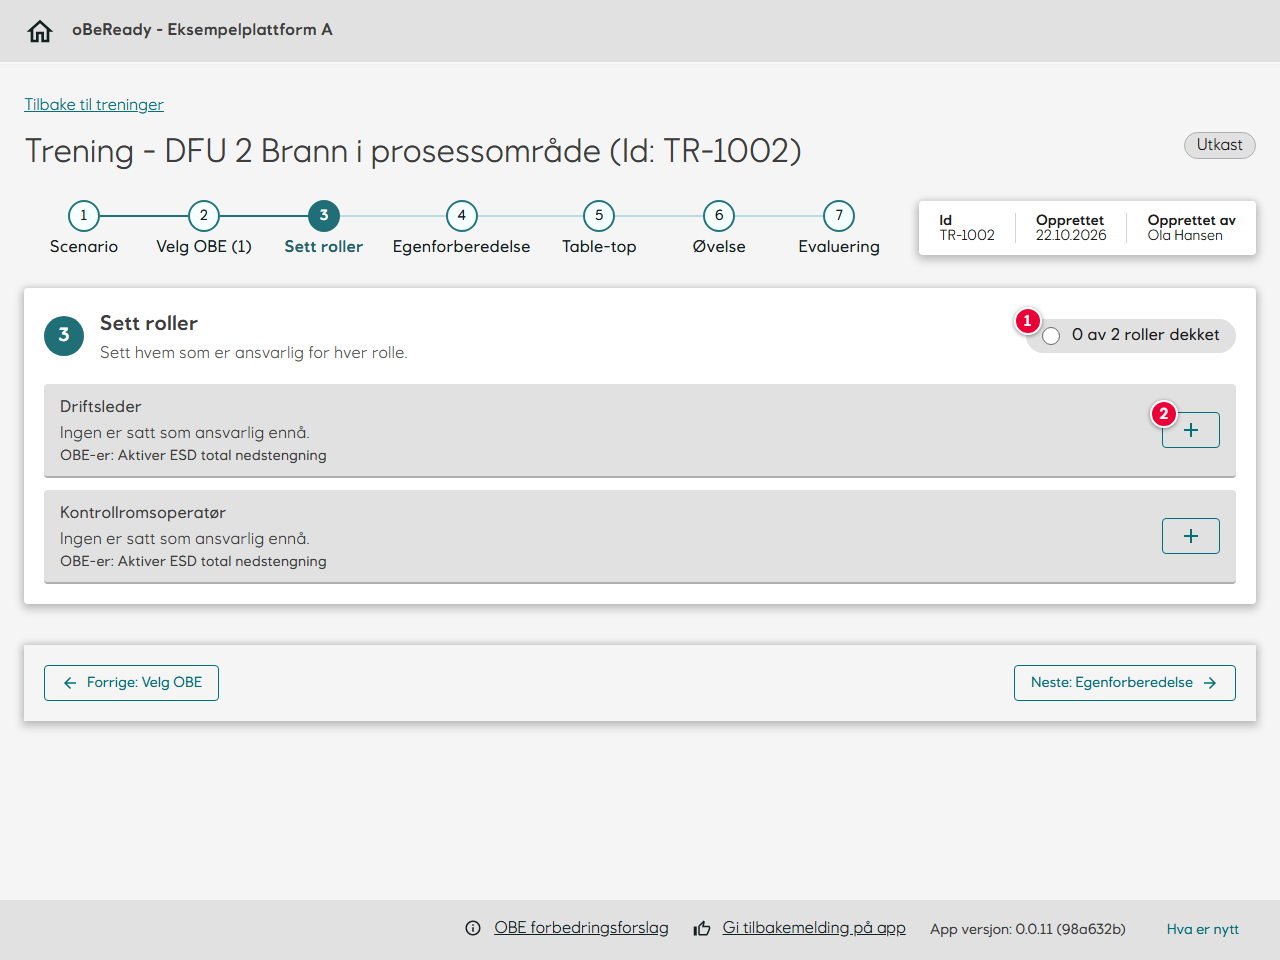 oBeReady - Eksempelplattform A
Tilbake til treninger
Trening - DFU 2 Brann i prosessområde (Id: TR-1002)
Utkast
1
Scenario
2
Velg OBE (1)
3
Sett roller
4
Egenforberedelse
5
Table-top
6
Øvelse
7
Evaluering
Id
TR-1002
Opprettet
22.10.2026
Opprettet av
Ola Hansen
3
Sett roller
Sett hvem som er ansvarlig for hver rolle.
1
0 av 2 roller dekket
Driftsleder
Ingen er satt som ansvarlig ennå.
OBE-er: Aktiver ESD total nedstengning
2
Kontrollromsoperatør
Ingen er satt som ansvarlig ennå.
OBE-er: Aktiver ESD total nedstengning
Forrige: Velg OBE
Neste: Egenforberedelse
OBE forbedringsforslag
Gi tilbakemelding på app
App versjon: 0.0.11 (98a632b)
Hva er nytt